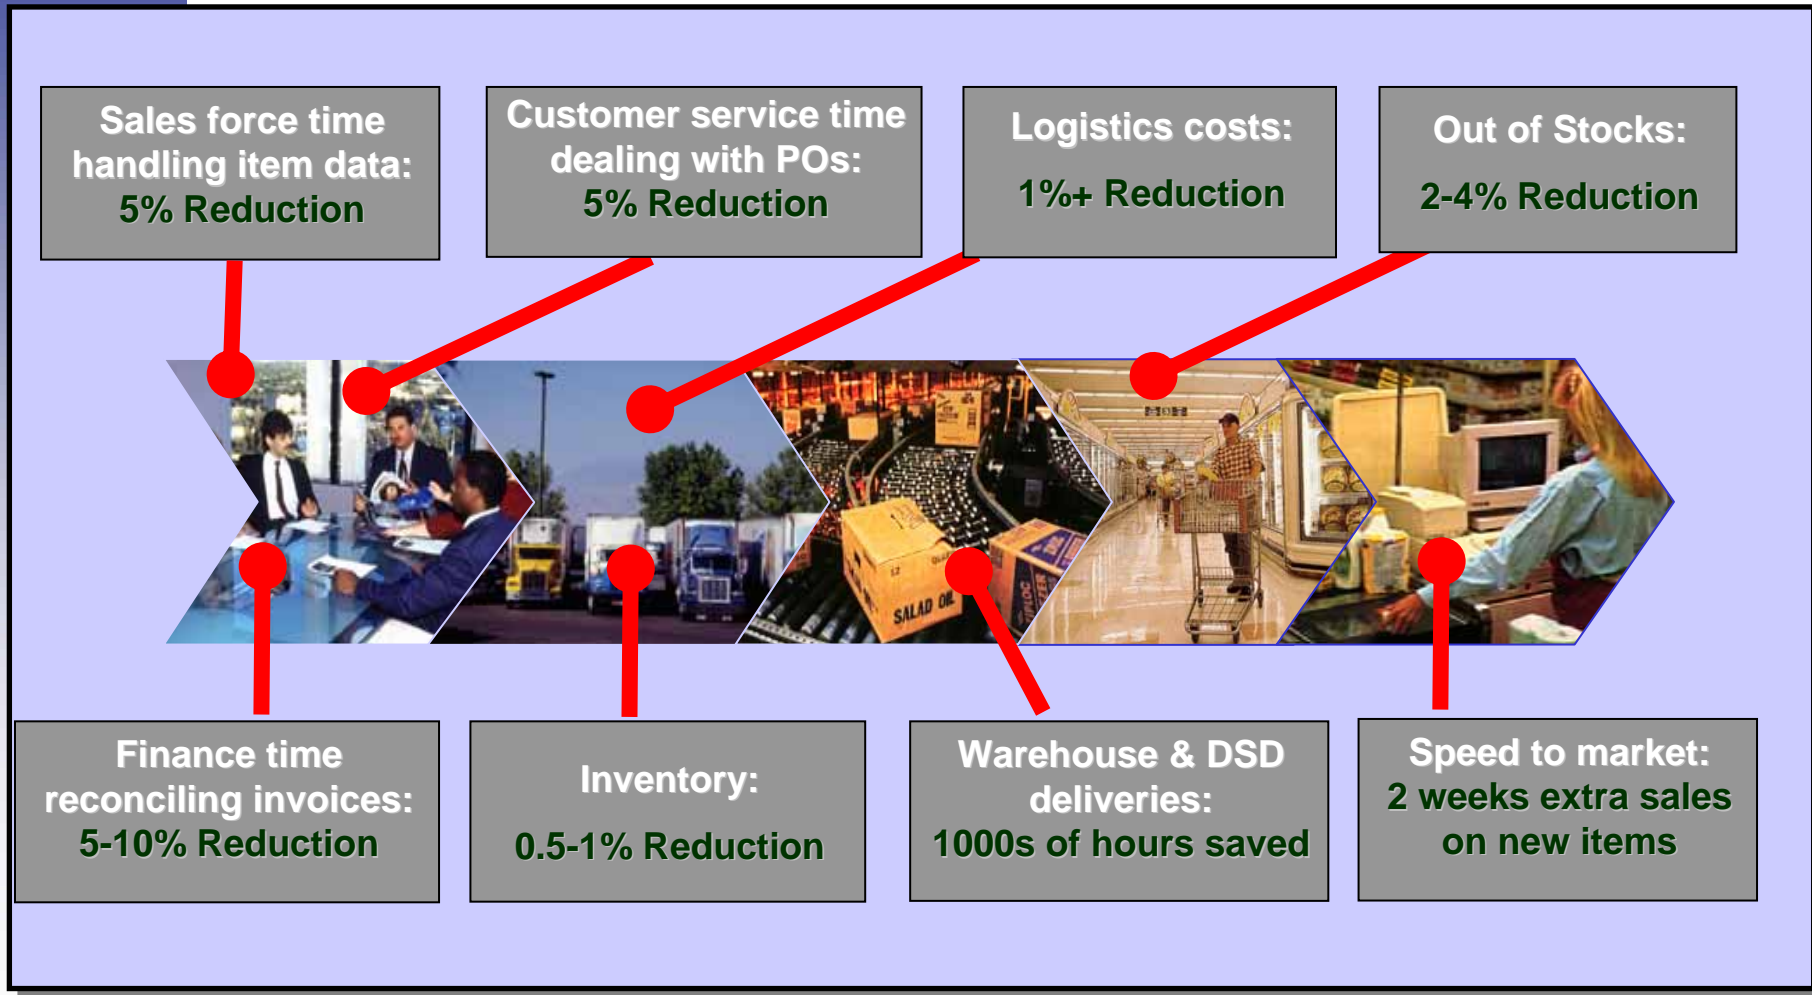 Sales force time
handling item data:
5% Reduction
Customer service time
dealing with POs:
5% Reduction
Logistics costs:
1%+ Reduction
Out of Stocks:
2-4% Reduction
SALAD OIL
Finance time
reconciling invoices:
5-10% Reduction
Inventory:
0.5-1% Reduction
Warehouse & DSD
deliveries:
1000s of hours saved
Speed to market:
2 weeks extra sales
on new items